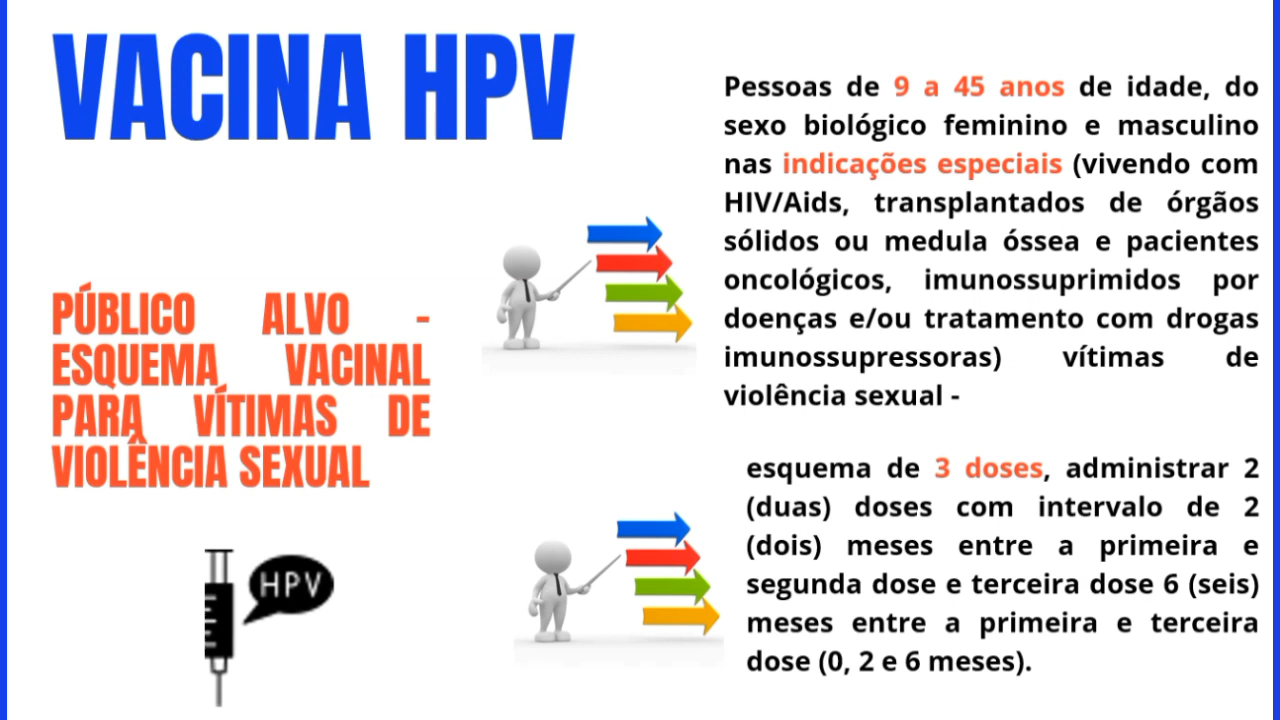 VACINA HPV
PÚBLICO ALVO -
ESQUEMA VACINAL
PARA VÍTIMAS DE
VIOLÊNCIA SEXUAL
HPV
Pessoas de 9 a 45 anos de idade, do
sexo biológico feminino e masculino
nas indicações especiais (vivendo com
HIV/Aids, transplantados de órgãos
sólidos ou medula óssea e pacientes
oncológicos, imunossuprimidos por
doenças e/ou tratamento com drogas
imunossupressoras) vítimas de
violência sexual -
esquema de 3 doses, administrar 2
(duas) doses com intervalo de 2
(dois) meses entre a primeira e
segunda dose e terceira dose 6 (seis)
meses entre a primeira e terceira
dose (0, 2 e 6 meses).